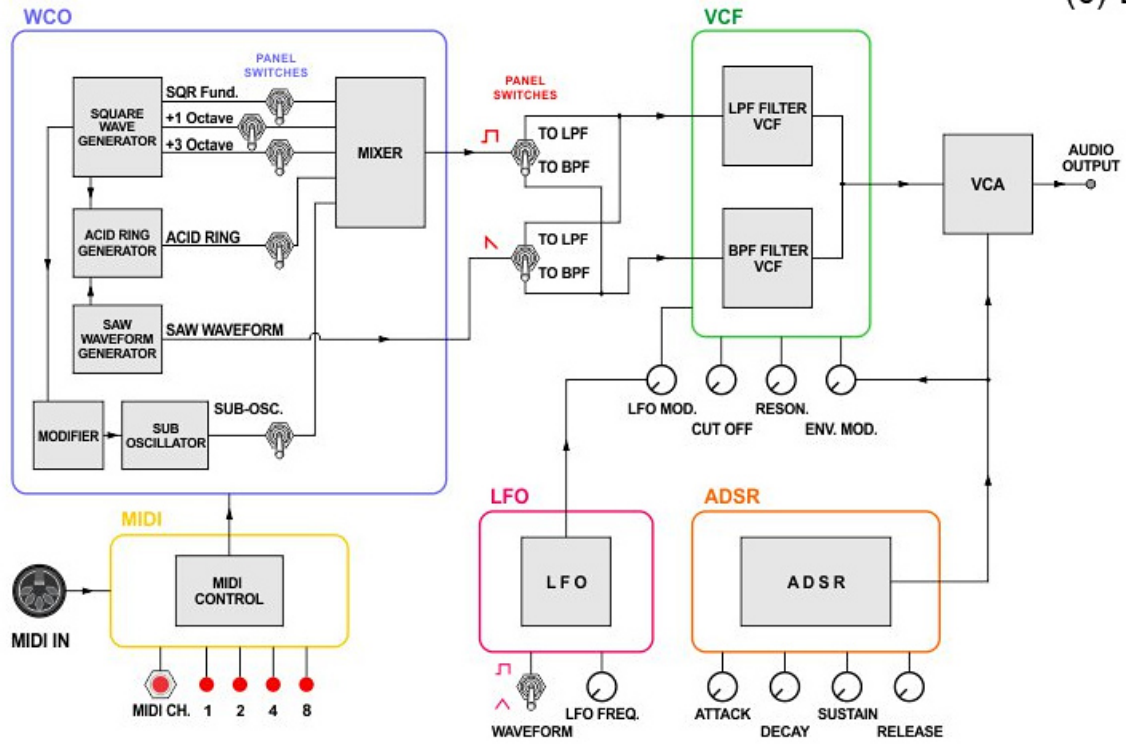 WCO
VCF
PANEL
SWITCHES
PANEL
SWITCHES
SQUARE
WAVE
GENERATOR
SQR Fund.
+1 Octave
+3 Octave
MIXER
TO LPF
TO BPF
LPF FILTER
VCF
VCA
AUDIO
OUTPUT
ACID RING
GENERATOR
ACID RING
TO LPF
TO BPF
BPF FILTER
VCF
SAW
WAVEFORM
GENERATOR
SAW WAVEFORM
MODIFIER
SUB
OSCILLATOR
SUB-OSC.
LFO MOD.
CUT OFF
RESON.
ENV. MOD.
MIDI
LFO
ADSR
MIDI IN
MIDI
CONTROL
L F O
A D S R
MIDI CH.
1
2
4
8
WAVEFORM
LFO FREQ.
ATTACK
DECAY
SUSTAIN
RELEASE